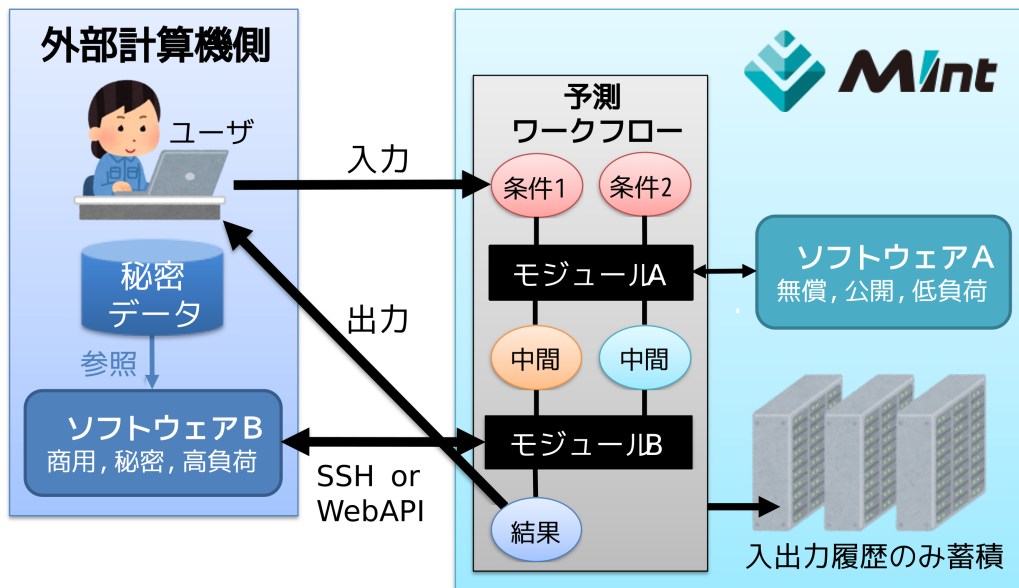 外部計算機側
ユーザ
秘密
データ
参照
ソフトウェアB
商用,秘密,高負荷
入力
出力
SSH or
WebAPI
予測
ワークフロー
条件1
条件2
モジュールA
中間
中間
モジュールB
結果
MInt
ソフトウェアA
無償,公開,低負荷
入出力履歴のみ蓄積